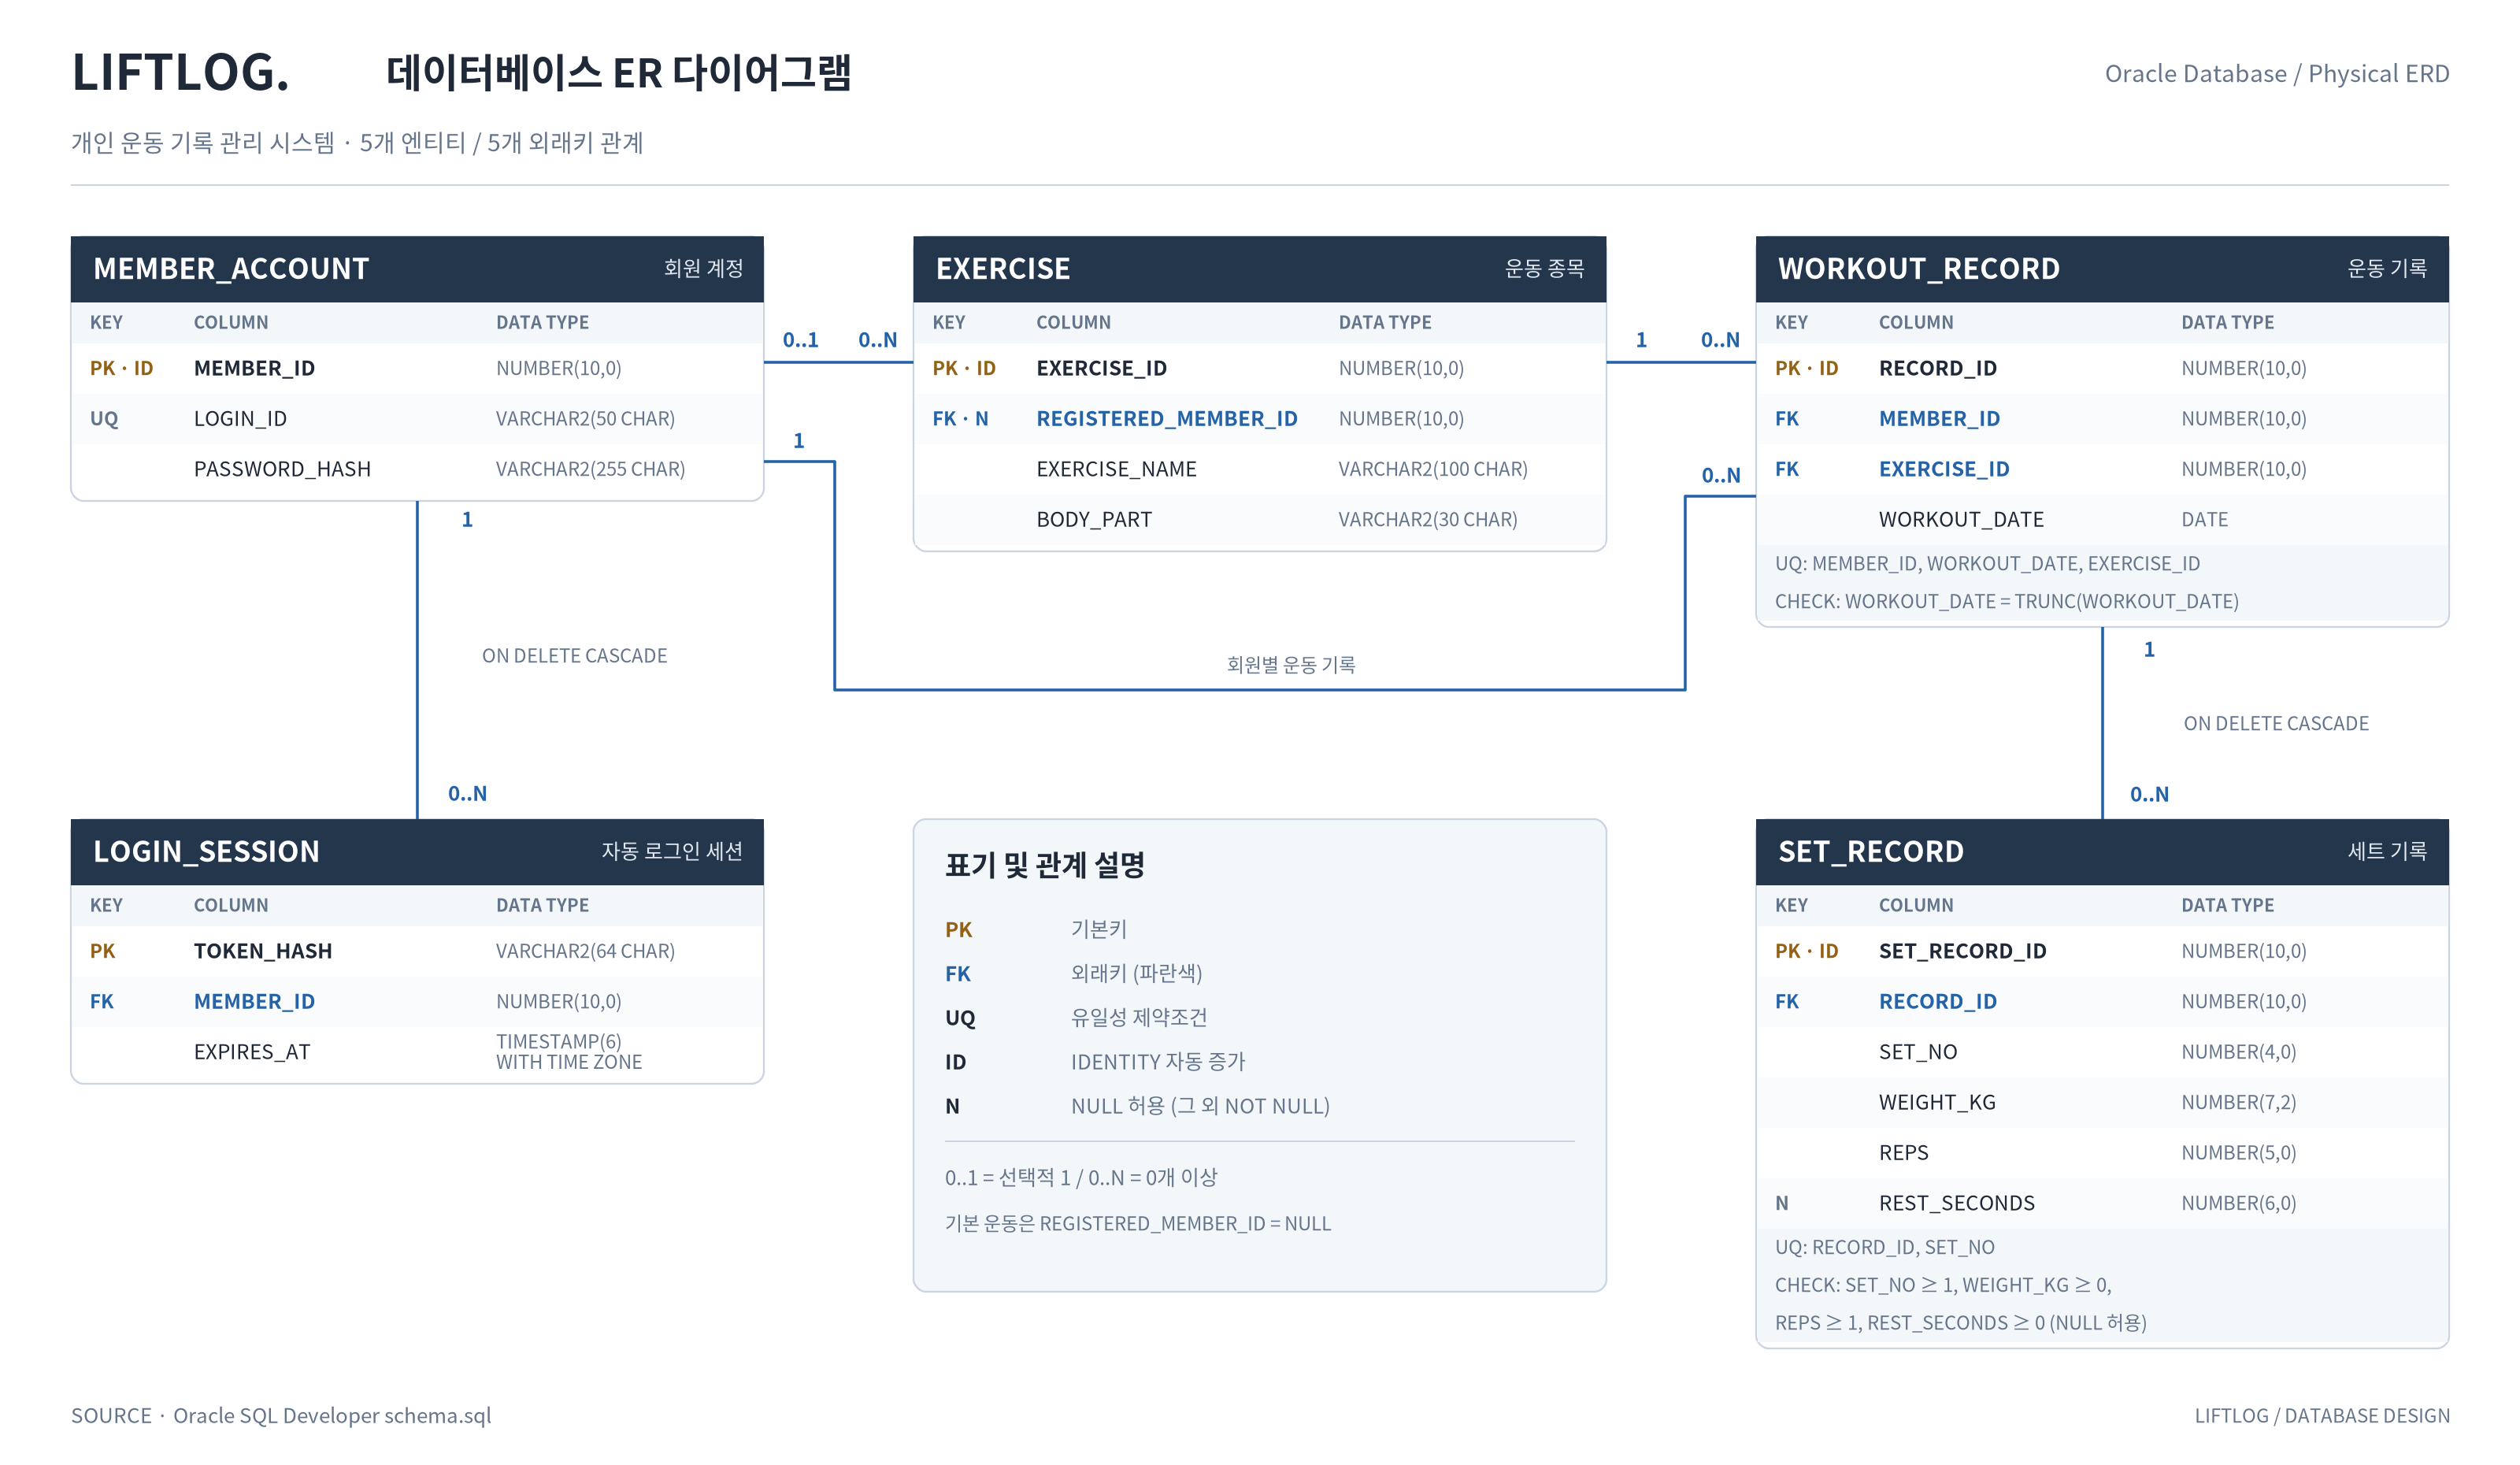 LIFTLOG. 데이터베이스 ER 다이어그램
Oracle Database / Physical ERD
개인 운동 기록 관리 시스템 · 5개 엔티티 / 5개 외래키 관계
MEMBER_ACCOUNT 회원 계정
KEY COLUMN DATA TYPE
PK · ID MEMBER_ID NUMBER(10,0)
UQ LOGIN_ID VARCHAR2(50 CHAR)
PASSWORD_HASH VARCHAR2(255 CHAR)
0..1 0..N
1
EXERCISE 운동 종목
KEY COLUMN DATA TYPE
PK · ID EXERCISE_ID NUMBER(10,0)
FK · N REGISTERED_MEMBER_ID NUMBER(10,0)
EXERCISE_NAME VARCHAR2(100 CHAR)
BODY_PART VARCHAR2(30 CHAR)
1 0..N
0..N
WORKOUT_RECORD 운동 기록
KEY COLUMN DATA TYPE
PK · ID RECORD_ID NUMBER(10,0)
FK MEMBER_ID NUMBER(10,0)
FK EXERCISE_ID NUMBER(10,0)
WORKOUT_DATE DATE
UQ: MEMBER_ID, WORKOUT_DATE, EXERCISE_ID
CHECK: WORKOUT_DATE = TRUNC(WORKOUT_DATE)
1
ON DELETE CASCADE
0..N
회원별 운동 기록
1
ON DELETE CASCADE
0..N
LOGIN_SESSION 자동 로그인 세션
KEY COLUMN DATA TYPE
PK TOKEN_HASH VARCHAR2(64 CHAR)
FK MEMBER_ID NUMBER(10,0)
EXPIRES_AT TIMESTAMP(6)
WITH TIME ZONE
표기 및 관계 설명
PK 기본키
FK 외래키 (파란색)
UQ 유일성 제약조건
ID IDENTITY 자동 증가
N NULL 허용 (그 외 NOT NULL)
0..1 = 선택적 1 / 0..N = 0개 이상
기본 운동은 REGISTERED_MEMBER_ID = NULL
SET_RECORD 세트 기록
KEY COLUMN DATA TYPE
PK · ID SET_RECORD_ID NUMBER(10,0)
FK RECORD_ID NUMBER(10,0)
SET_NO NUMBER(4,0)
WEIGHT_KG NUMBER(7,2)
REPS NUMBER(5,0)
N REST_SECONDS NUMBER(6,0)
UQ: RECORD_ID, SET_NO
CHECK: SET_NO ≥ 1, WEIGHT_KG ≥ 0,
REPS ≥ 1, REST_SECONDS ≥ 0 (NULL 허용)
SOURCE · Oracle SQL Developer schema.sql
LIFTLOG / DATABASE DESIGN